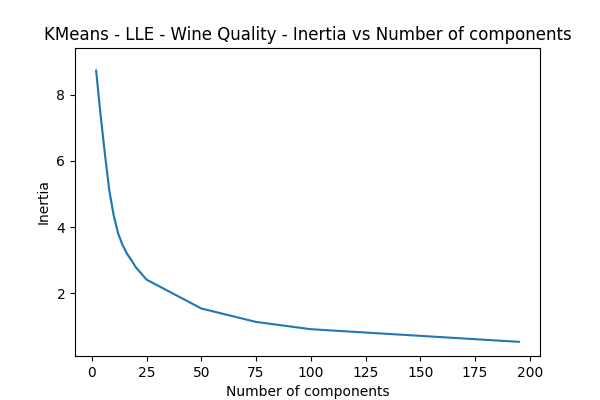 KMeans - LLE - Wine Quality - Inertia vs Number of components
8
6
4
2
Inertia
0 25 50 75 100 125 150 175 200
Number of components